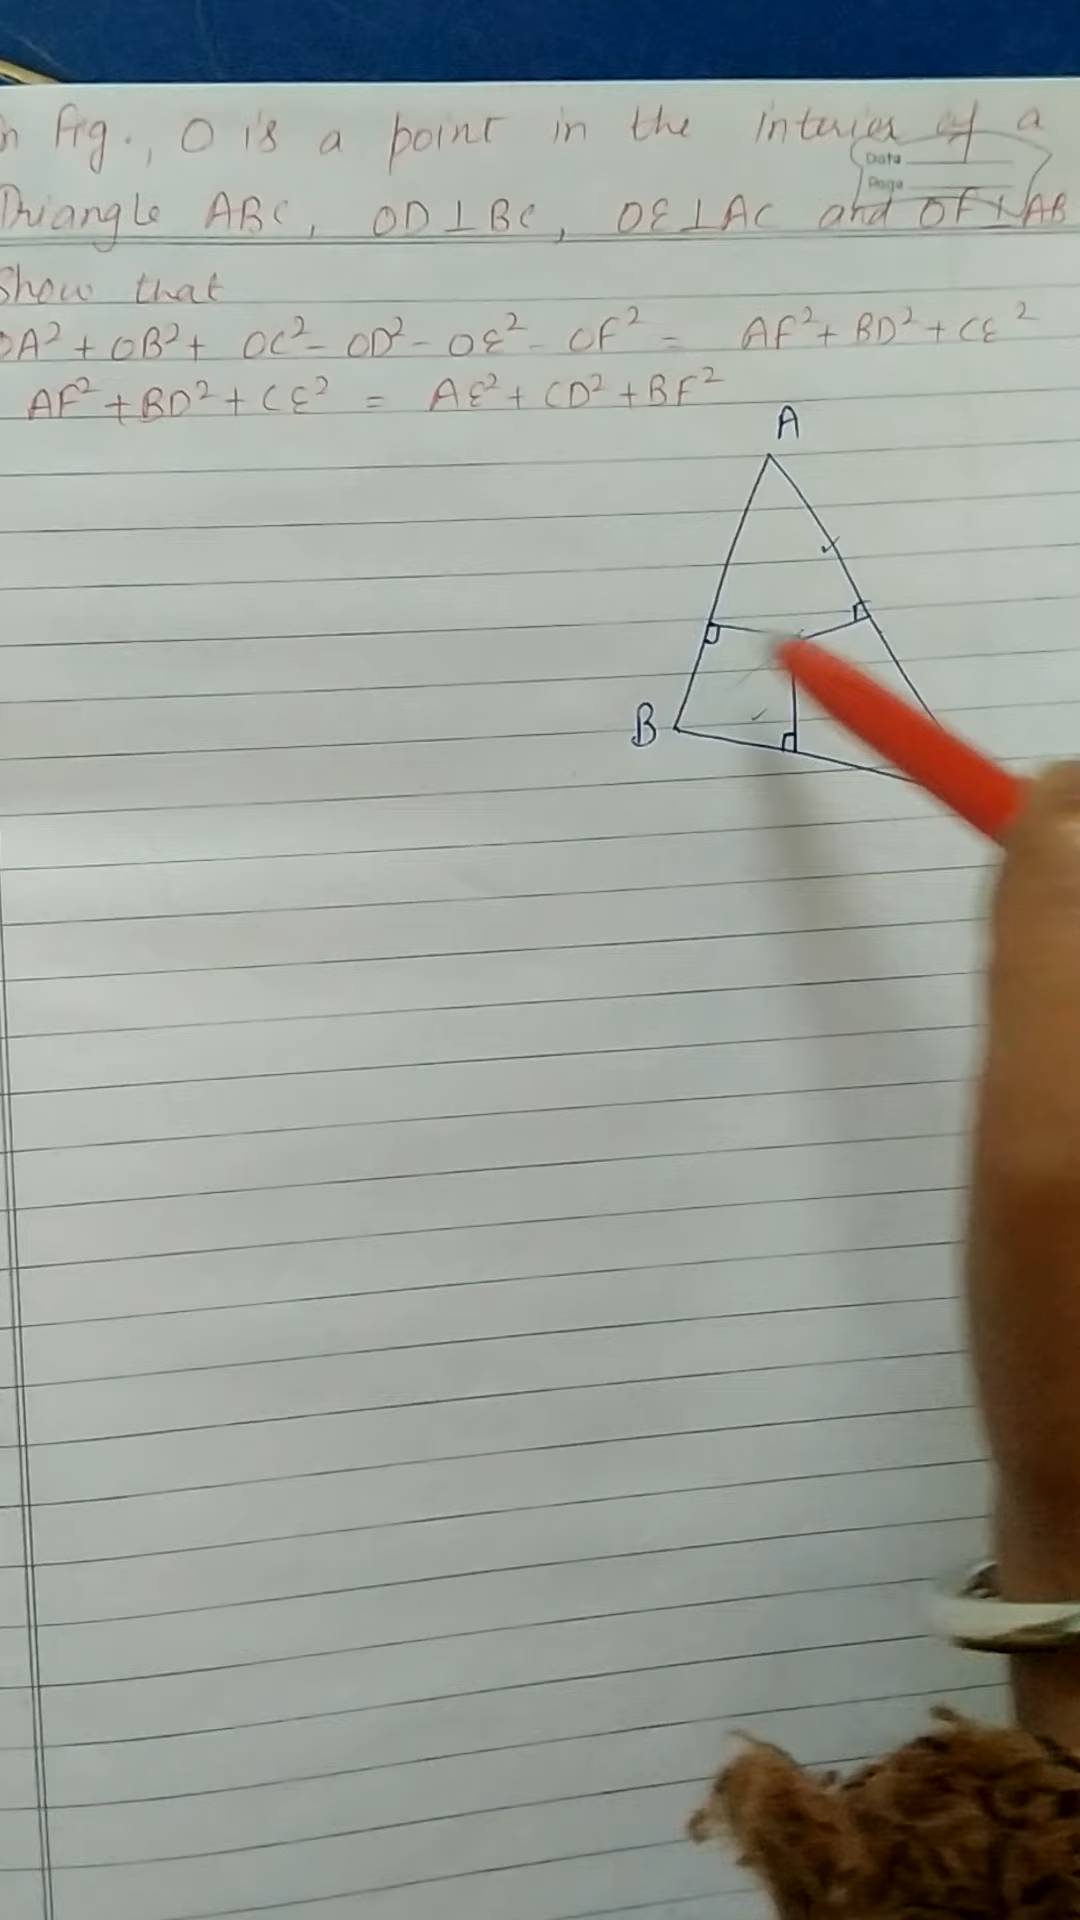 n fig., O is a point in the interior of a
Data
Page
Triangle ABC, OD⊥BC, OE⊥AC and OF⊥AB
Show that
OA²+OB²+ OC²-OD²-OE²-OF² = AF²+BD²+CE²
AF²+BD²+CE² = AE²+CD²+BF²
A
B